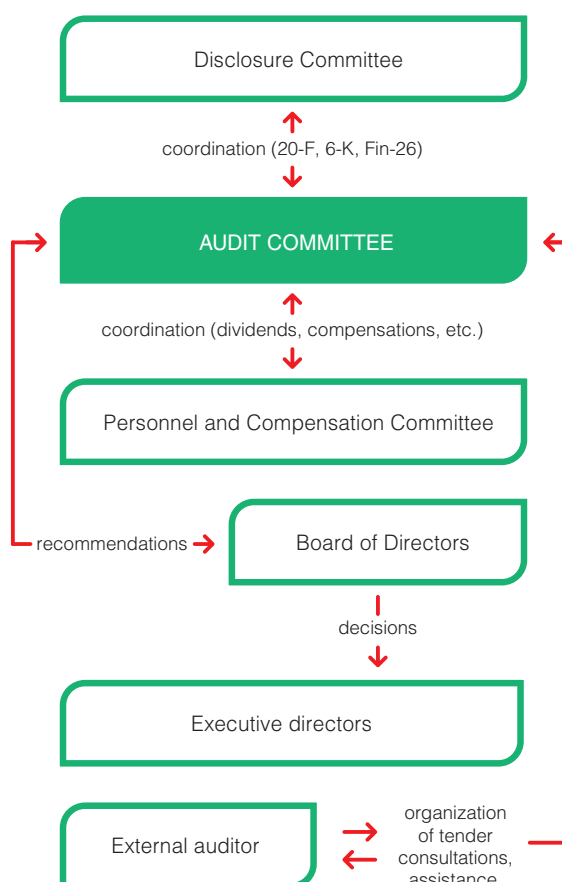 Disclosure Committee
coordination (20-F, 6-K, Fin-26)
AUDIT COMMITTEE
coordination (dividends, compensations, etc.)
Personnel and Compensation Committee
recommendations
Board of Directors
decisions
Executive directors
External auditor
organization
of tender
consultations,
assistance